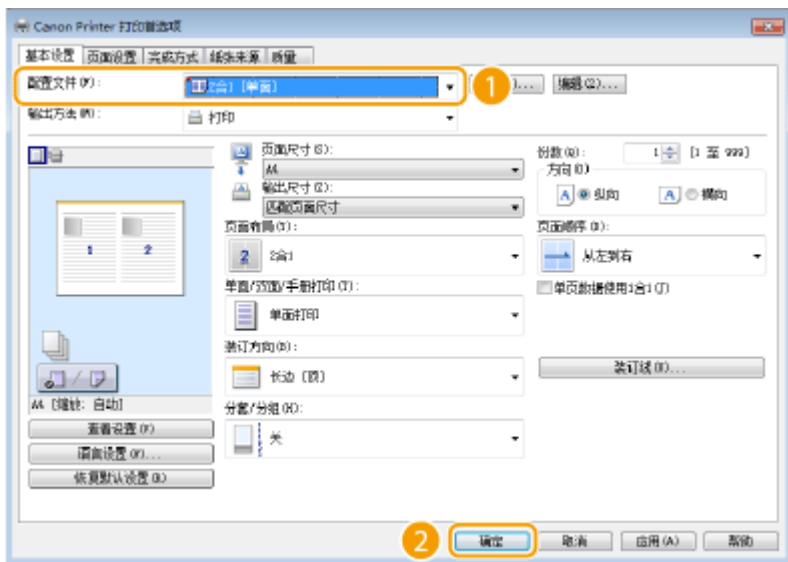 Canon Printer 打印首选项
基本设置 页面设置 完成方式 纸张来源 质量
配置文件(F):
2合1 [单面]
1
)...
编辑(2)...
输出方法(M):
打印
页面尺寸(S):
A4
输出尺寸(Z):
匹配页面尺寸
份数(Q):
1 [1 至 999]
方向(O)
A 纵向
A 横向
页面布局(Y):
2 2合1
页面顺序(D):
从左到右
单页数据使用1合1(J)
1 2
单面/双面/手册打印(T):
单面打印
装订方向(B):
长边 [顶]
装订线(U)...
A4 [缩放: 自动]
分套/分组(H):
关
查看设置(V)
语言设置(W)...
恢复默认设置(R)
2
确定 取消 应用(A) 帮助